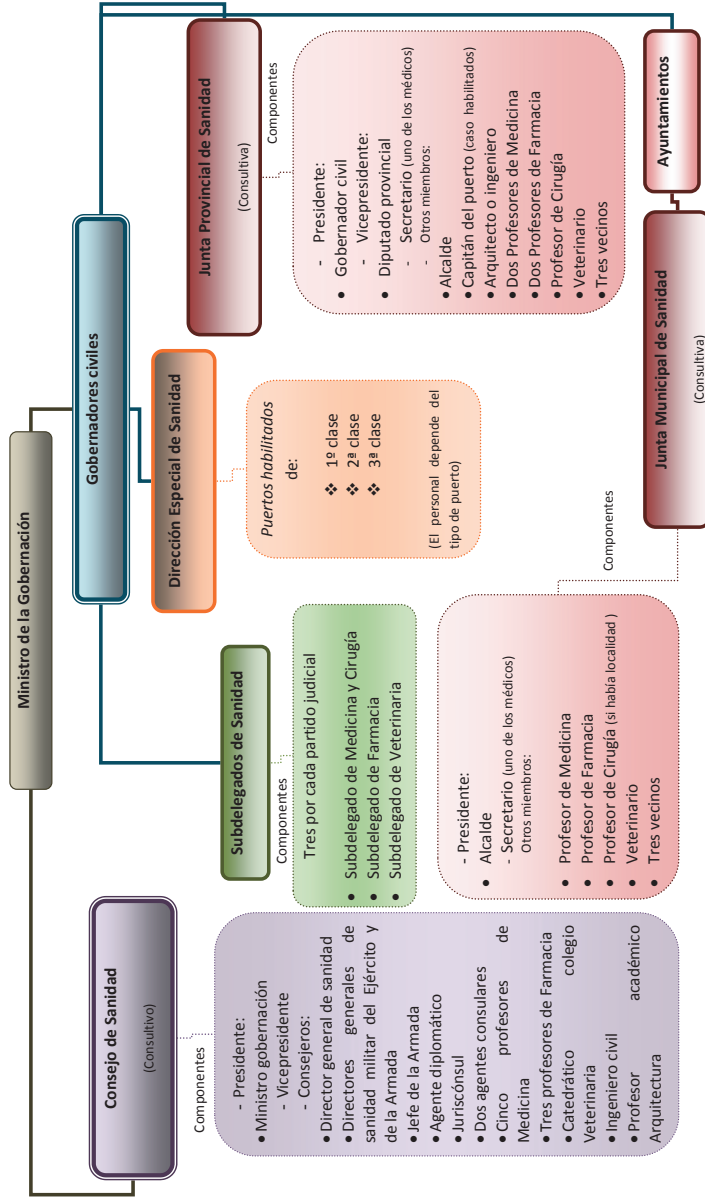 Ministro de la Gobernación
Consejo de Sanidad
(Consultivo)
Componentes
- Presidente:
• Ministro gobernación
- Vicepresidente
- Consejeros:
• Director general de sanidad
• Directores generales de
sanidad militar del Ejército y
de la Armada
• Jefe de la Armada
• Agente diplomático
• Jurisconsúl
• Dos agentes consulares
• Cinco profesores de
Medicina
• Tres profesores de Farmacia
• Catedrático colegio
Veterinaria
• Ingeniero civil
• Profesor académico
Arquitectura
Gobernadores civiles
Subdelegados de Sanidad
Componentes
Tres por cada partido judicial
• Subdelegado de Medicina y Cirugía
• Subdelegado de Farmacia
• Subdelegado de Veterinaria
Dirección Especial de Sanidad
Puertos habilitados
de:
❖ 1º clase
❖ 2ª clase
❖ 3ª clase
(El personal depende del
tipo de puerto)
Junta Provincial de Sanidad
(Consultiva)
Componentes
- Presidente:
• Gobernador civil
- Vicepresidente:
• Diputado provincial
- Secretario (uno de los médicos)
- Otros miembros:
• Alcalde
• Capitán del puerto (caso habilitados)
• Arquitecto o ingeniero
• Dos Profesores de Medicina
• Dos Profesores de Farmacia
• Profesor de Cirugía
• Veterinario
• Tres vecinos
Ayuntamientos
Junta Municipal de Sanidad
(Consultiva)
Componentes
- Presidente:
• Alcalde
- Secretario (uno de los médicos)
Otros miembros:
• Profesor de Medicina
• Profesor de Farmacia
• Profesor de Cirugía (si había localidad )
• Veterinario
• Tres vecinos